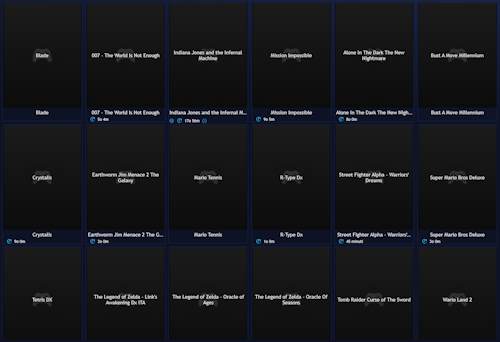 Blade
007 - The World Is Not Enough
Indiana Jones and the Infernal
Machine
Mission Impossible
Alone In The Dark The New
Nightmare
Bust A Move Millennium
Blade
007 - The World Is Not Enough
Indiana Jones and the Infernal M...
Mission Impossible
Alone In The Dark The New Nigh...
Bust A Move Millennium
5o 4m
17o 18m
9o 1m
8o 0m
Crystalis
Earthworm Jim Menace 2 The
Galaxy
Mario Tennis
R-Type Dx
Street Fighter Alpha - Warriors'
Dreams
Super Mario Bros Deluxe
Crystalis
Earthworm Jim Menace 2 The G...
Mario Tennis
R-Type Dx
Street Fighter Alpha - Warriors'...
Super Mario Bros Deluxe
9o 0m
2o 0m
1o 0m
45 minuti
3o 0m
Tetris DX
The Legend of Zelda - Link's
Awakening Dx ITA
The Legend of Zelda - Oracle of
Ages
The Legend of Zelda - Oracle Of
Seasons
Tomb Raider Curse of The Sword
Wario Land 2